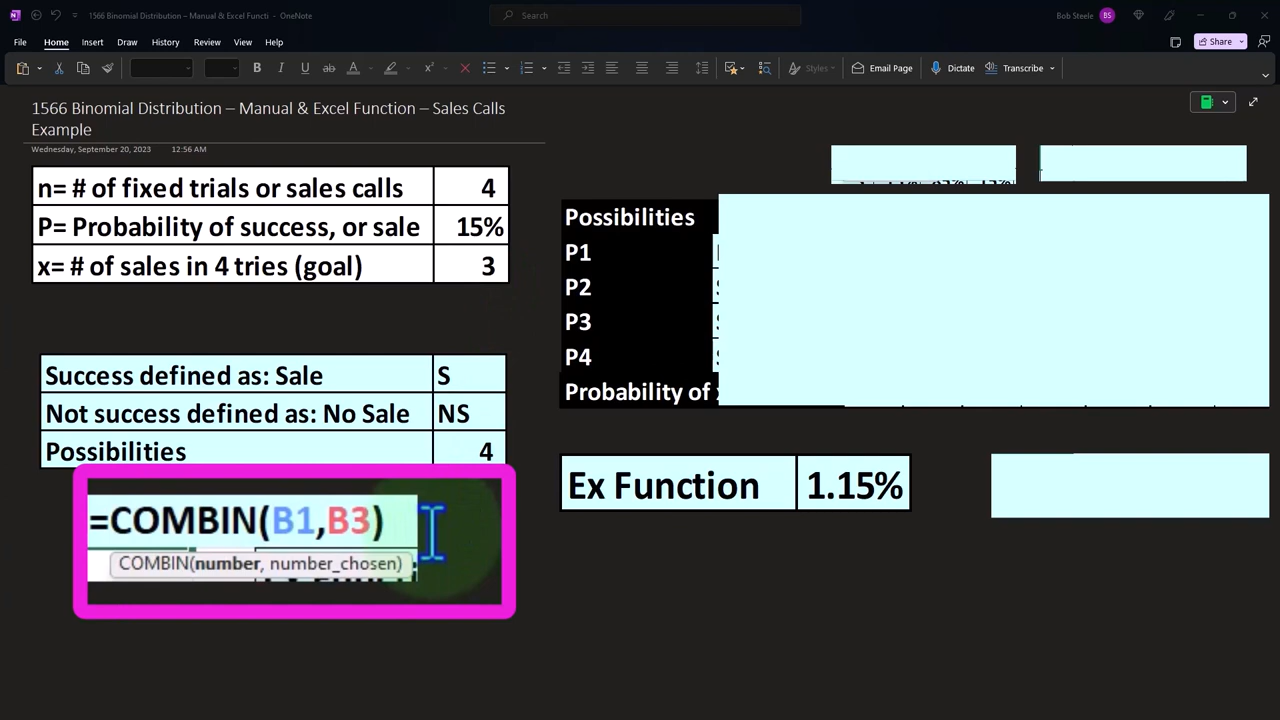 1566 Binomial Distribution – Manual & Excel Functi - OneNote
Search
Bob Steele
BS
File Home Insert Draw History Review View Help
Share
B I U ab A x
Styles
Email Page
Dictate
Transcribe
1566 Binomial Distribution – Manual & Excel Function – Sales Calls
Example
Wednesday, September 20, 2023 12:56 AM
n= # of fixed trials or sales calls 4
P= Probability of success, or sale 15%
x= # of sales in 4 tries (goal) 3
Success defined as: Sale S
Not success defined as: No Sale NS
Possibilities 4
=COMBIN(B1,B3)
COMBIN(number, number_chosen)
Possibilities
P1
P2
P3
P4
Probability of
Ex Function 1.15%